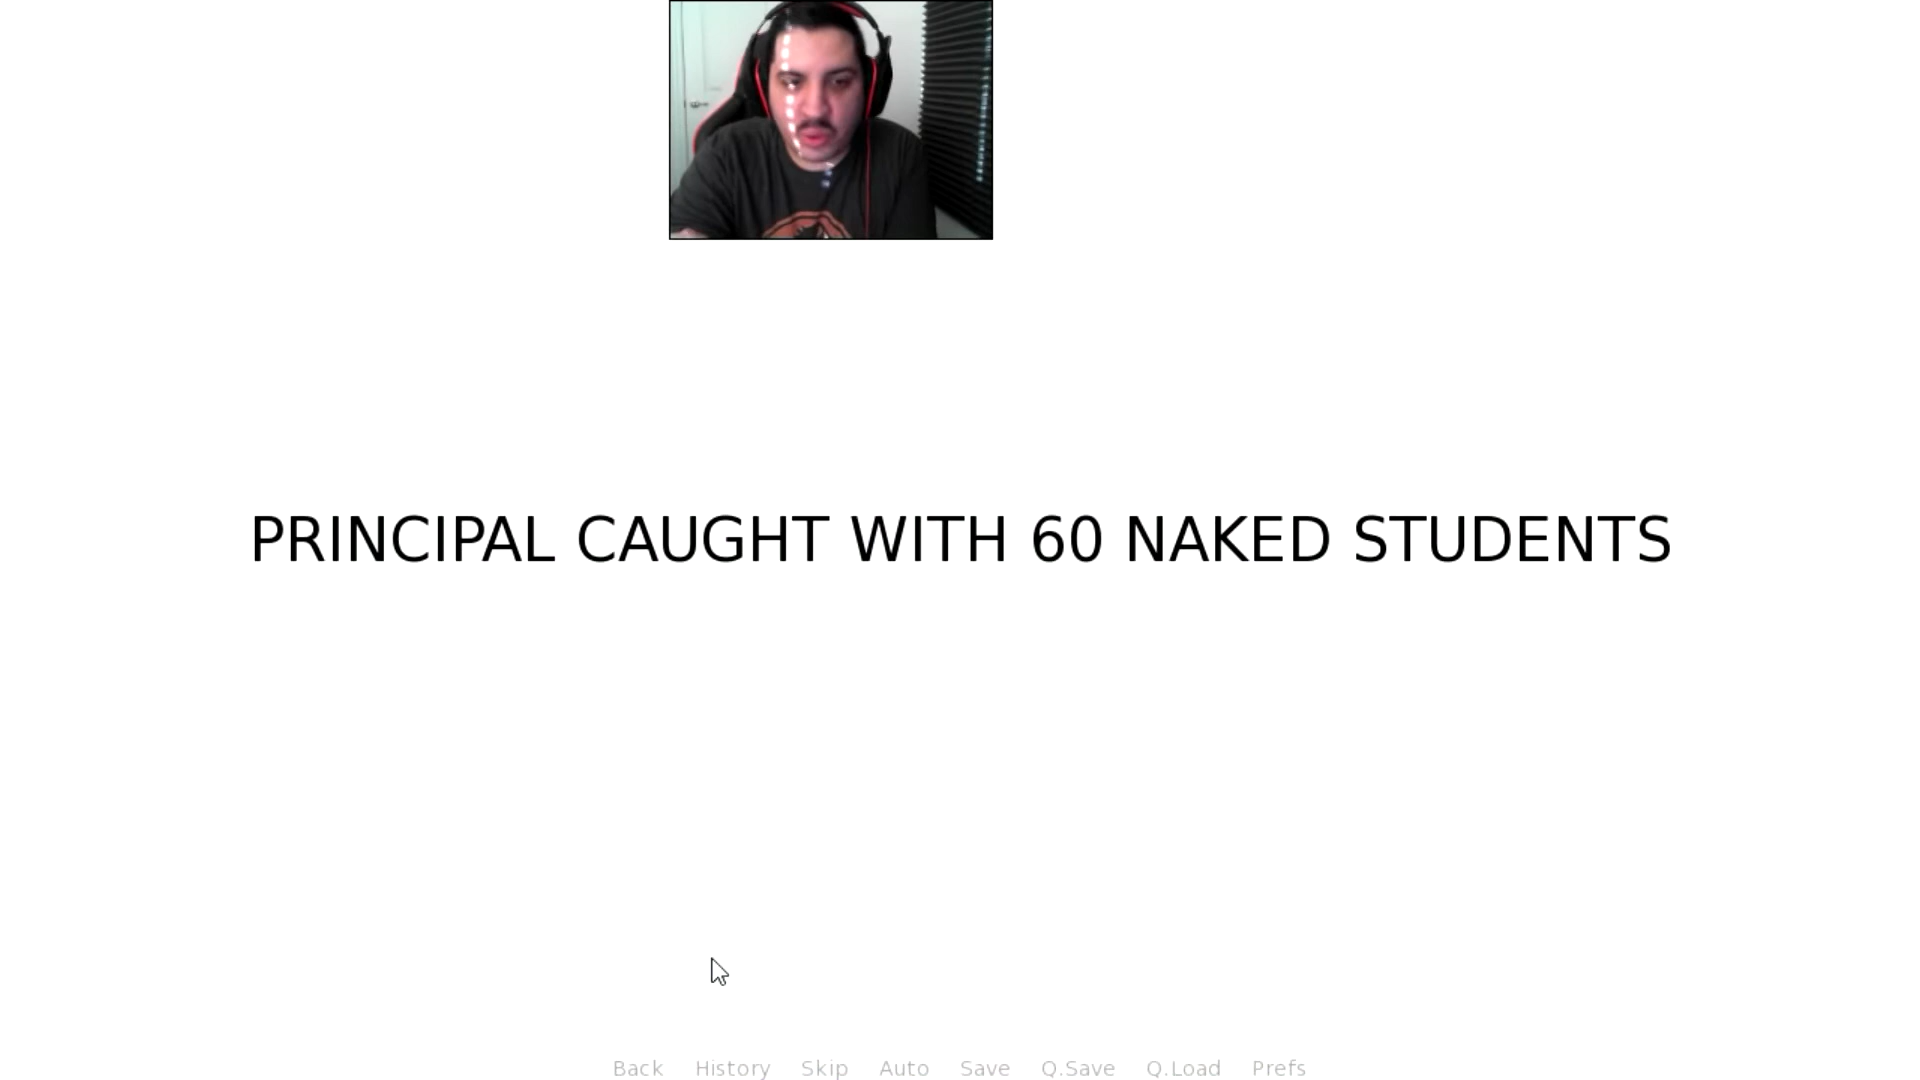 PRINCIPAL CAUGHT WITH 60 NAKED STUDENTS
Back History Skip Auto Save Q.Save Q.Load Prefs